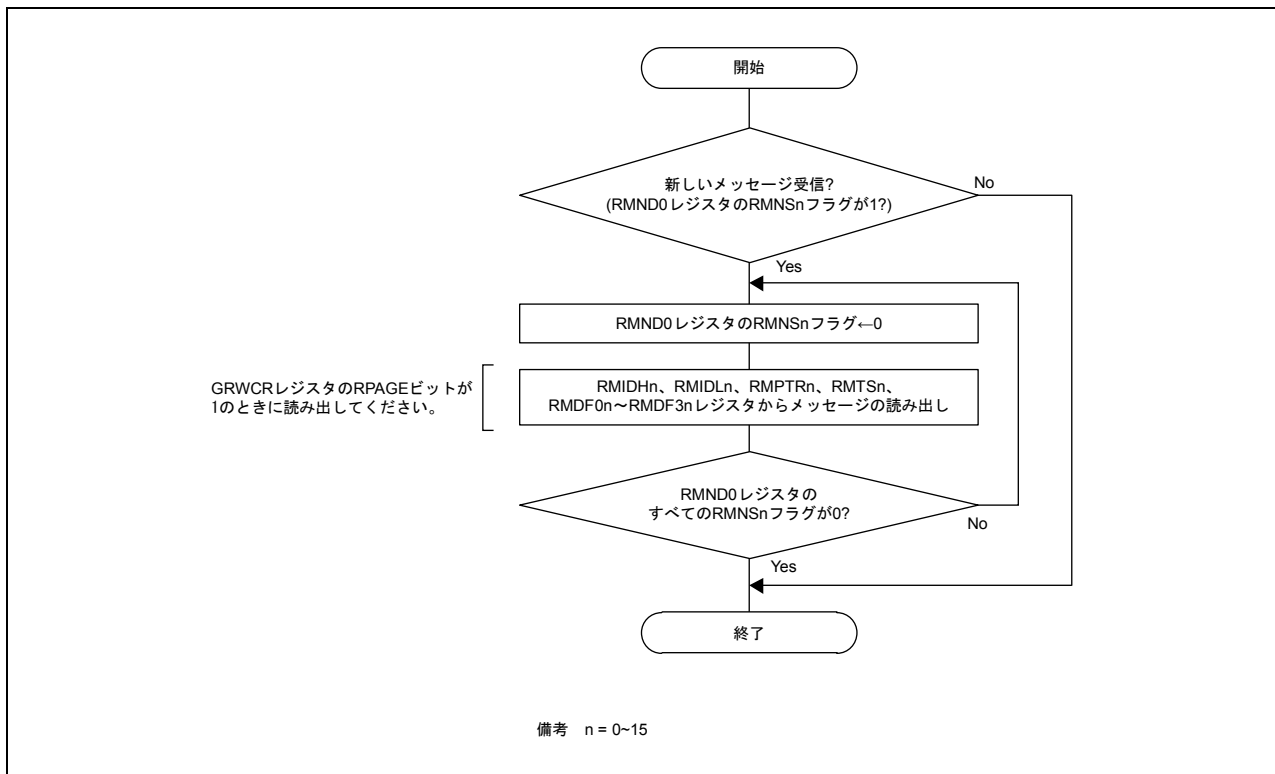 開始
新しいメッセージ受信?
(RMND0レジスタのRMNSnフラグが1?)
No
Yes
RMND0レジスタのRMNSnフラグ←0
GRWCRレジスタのRPAGEビットが
1のときに読み出してください。
RMIDHn、RMIDLn、RMPTRn、RMTSn、
RMDF0n～RMDF3nレジスタからメッセージの読み出し
RMND0レジスタの
すべてのRMNSnフラグが0?
No
Yes
終了
備考 n = 0~15